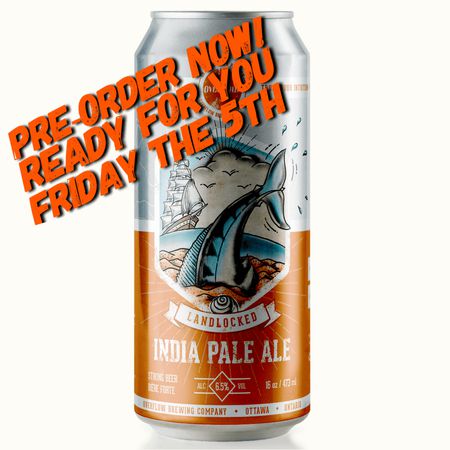 PRE-ORDER NOW!
READY FOR YOU
FRIDAY THE 5TH
LANDLOCKED
INDIA PALE ALE
STRONG BEER
BIÈRE FORTE
ALC 6.5% VOL
16 oz / 473 mL
OVERFLOW BREWING COMPANY • OTTAWA • ONTARIO